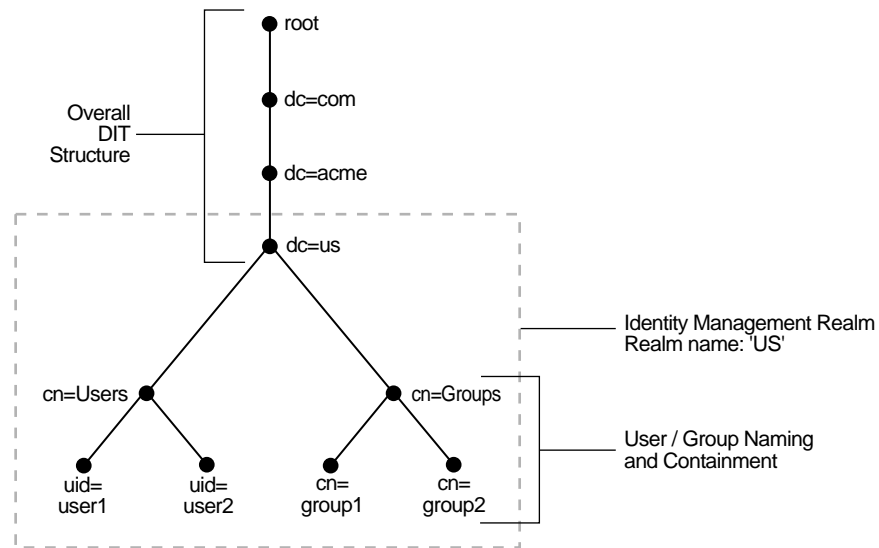 root
dc=com
Overall
DIT
Structure
dc=acme
dc=us
Identity Management Realm
Realm name: 'US'
cn=Users
cn=Groups
User / Group Naming
and Containment
uid=
user1
uid=
user2
cn=
group1
cn=
group2